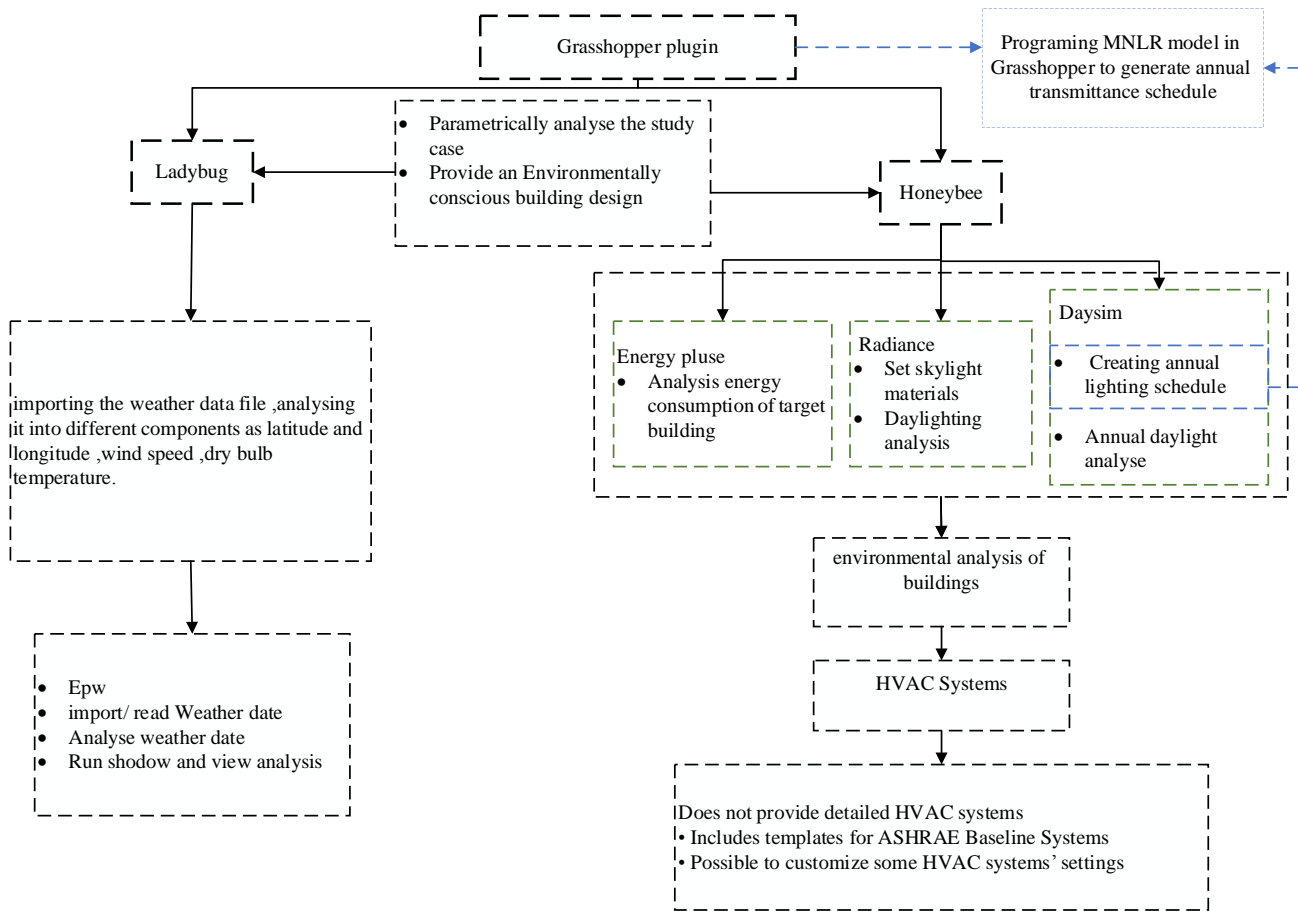 Grasshopper plugin
Programing MNLR model in
Grasshopper to generate annual
transmittance schedule
• Parametrically analyse the study
case
• Provide an Environmentally
conscious building design
Ladybug
Honeybee
importing the weather data file ,analysing
it into different components as latitude and
longitude ,wind speed ,dry bulb
temperature.
Energy pluse
• Analysis energy
consumption of target
building
Radiance
• Set skylight
materials
• Daylighting
analysis
Daysim
• Creating annual
lighting schedule
• Annual daylight
analyse
environmental analysis of
buildings
HVAC Systems
• Epw
• import/ read Weather date
• Analyse weather date
• Run shodow and view analysis
Does not provide detailed HVAC systems
• Includes templates for ASHRAE Baseline Systems
• Possible to customize some HVAC systems’ settings